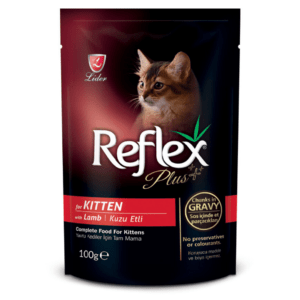 Lider
Reflex
Plus
for KITTEN
with Lamb | Kuzu Etli
Complete Food For Kittens
Yavru Kediler İçin Tam Mama
100g e
Chunks in
GRAVY
Sos içinde et
parçacıkları
No preservatives
or colourants.